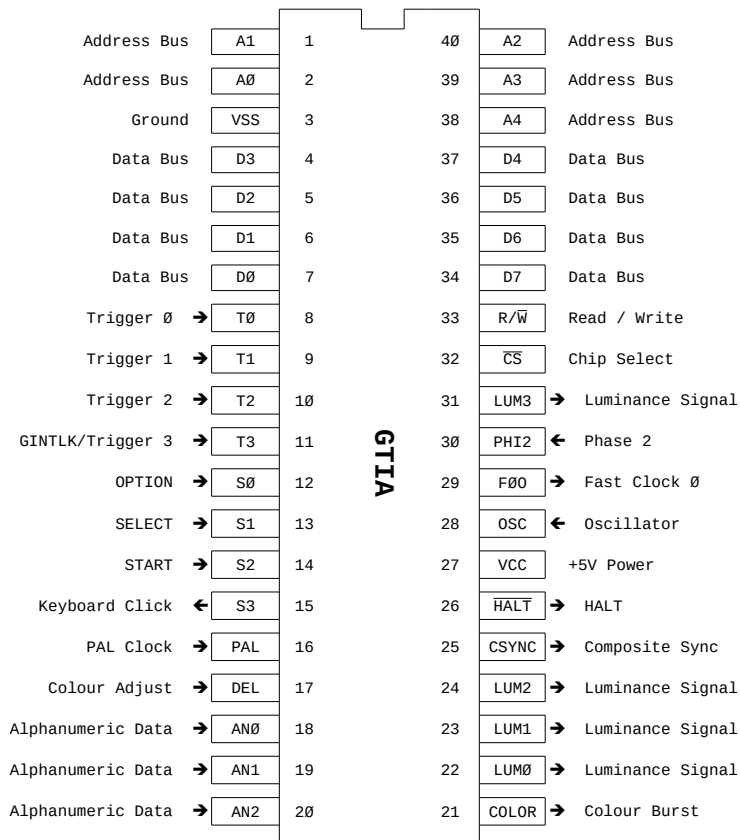 Address Bus A1 1 4Ø A2 Address Bus
Address Bus AØ 2 39 A3 Address Bus
Ground VSS 3 38 A4 Address Bus
Data Bus D3 4 37 D4 Data Bus
Data Bus D2 5 36 D5 Data Bus
Data Bus D1 6 35 D6 Data Bus
Data Bus DØ 7 34 D7 Data Bus
Trigger Ø ➔ TØ 8 33 R/W̅ Read / Write
Trigger 1 ➔ T1 9 32 C̅S̅ Chip Select
Trigger 2 ➔ T2 1Ø 31 LUM3 ➔ Luminance Signal
GINTLK/Trigger 3 ➔ T3 11 3Ø PHI2 🡸 Phase 2
GTIA
OPTION ➔ SØ 12 29 FØO ➔ Fast Clock Ø
SELECT ➔ S1 13 28 OSC 🡸 Oscillator
START ➔ S2 14 27 VCC +5V Power
Keyboard Click 🡸 S3 15 26 H̅A̅L̅T̅ ➔ HALT
PAL Clock ➔ PAL 16 25 CSYNC ➔ Composite Sync
Colour Adjust ➔ DEL 17 24 LUM2 ➔ Luminance Signal
Alphanumeric Data ➔ ANØ 18 23 LUM1 ➔ Luminance Signal
Alphanumeric Data ➔ AN1 19 22 LUMØ ➔ Luminance Signal
Alphanumeric Data ➔ AN2 2Ø 21 COLOR ➔ Colour Burst